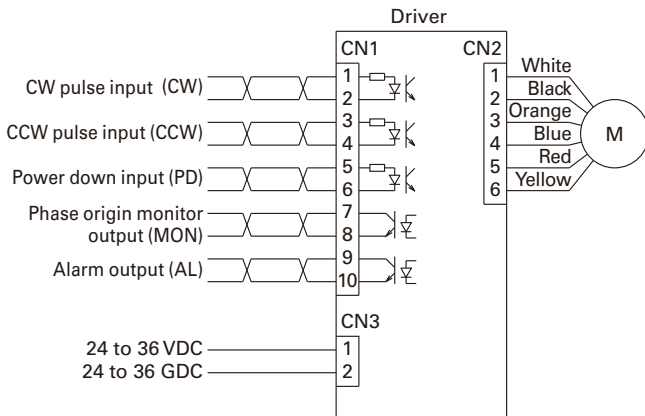 Driver
CN1
CN2
CW pulse input (CW)
1
2
CCW pulse input (CCW)
3
4
Power down input (PD)
5
6
Phase origin monitor
output (MON)
7
8
Alarm output (AL)
9
10
1 White
2 Black
3 Orange
4 Blue
5 Red
6 Yellow
M
CN3
24 to 36 VDC 1
24 to 36 GDC 2